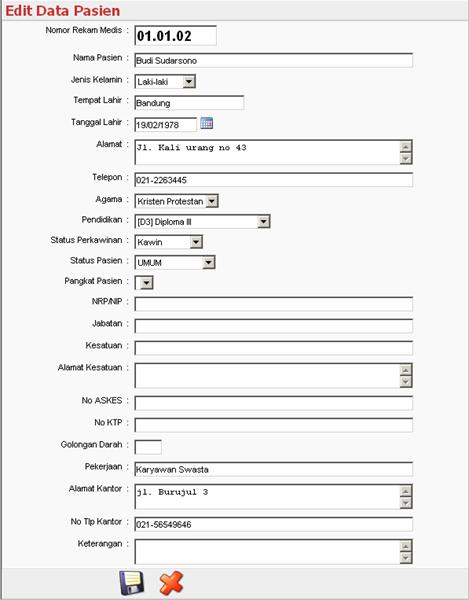 Edit Data Pasien
Nomor Rekam Medis : 01.01.02
Nama Pasien : Budi Sudarsono
Jenis Kelamin : Laki-laki
Tempat Lahir : Bandung
Tanggal Lahir : 19/02/1978
Alamat : Jl. Kali urang no 43
Telepon : 021-2263445
Agama : Kristen Protestan
Pendidikan : [D3] Diploma III
Status Perkawinan : Kawin
Status Pasien : UMUM
Pangkat Pasien :
NRP/NIP :
Jabatan :
Kesatuan :
Alamat Kesatuan :
No ASKES :
No KTP :
Golongan Darah :
Pekerjaan : Karyawan Swasta
Alamat Kantor : jl. Burujul 3
No Tlp Kantor : 021-56549646
Keterangan :